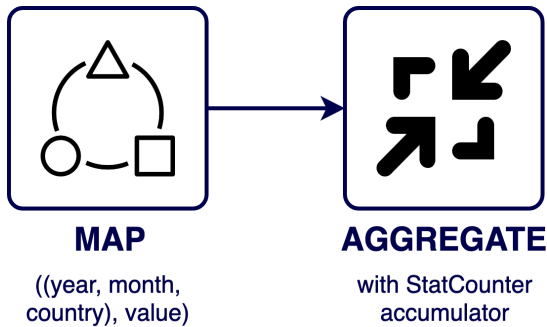 MAP
((year, month,
country), value)
AGGREGATE
with StatCounter
accumulator